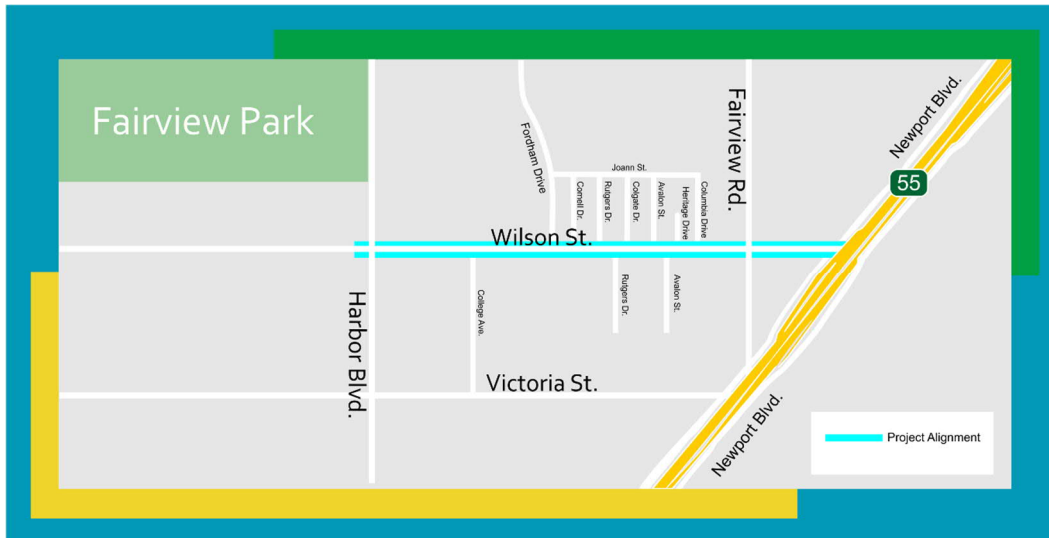 Fairview Park
Fordham Drive
Joann St.
Cornell Dr.
Rutgers Dr.
Colgate Dr.
Avalon St.
Heritage Drive
Columbia Drive
Fairview Rd.
Newport Blvd.
55
Wilson St.
Harbor Blvd.
College Ave.
Rutgers Dr.
Avalon St.
Victoria St.
Newport Blvd.
Project Alignment